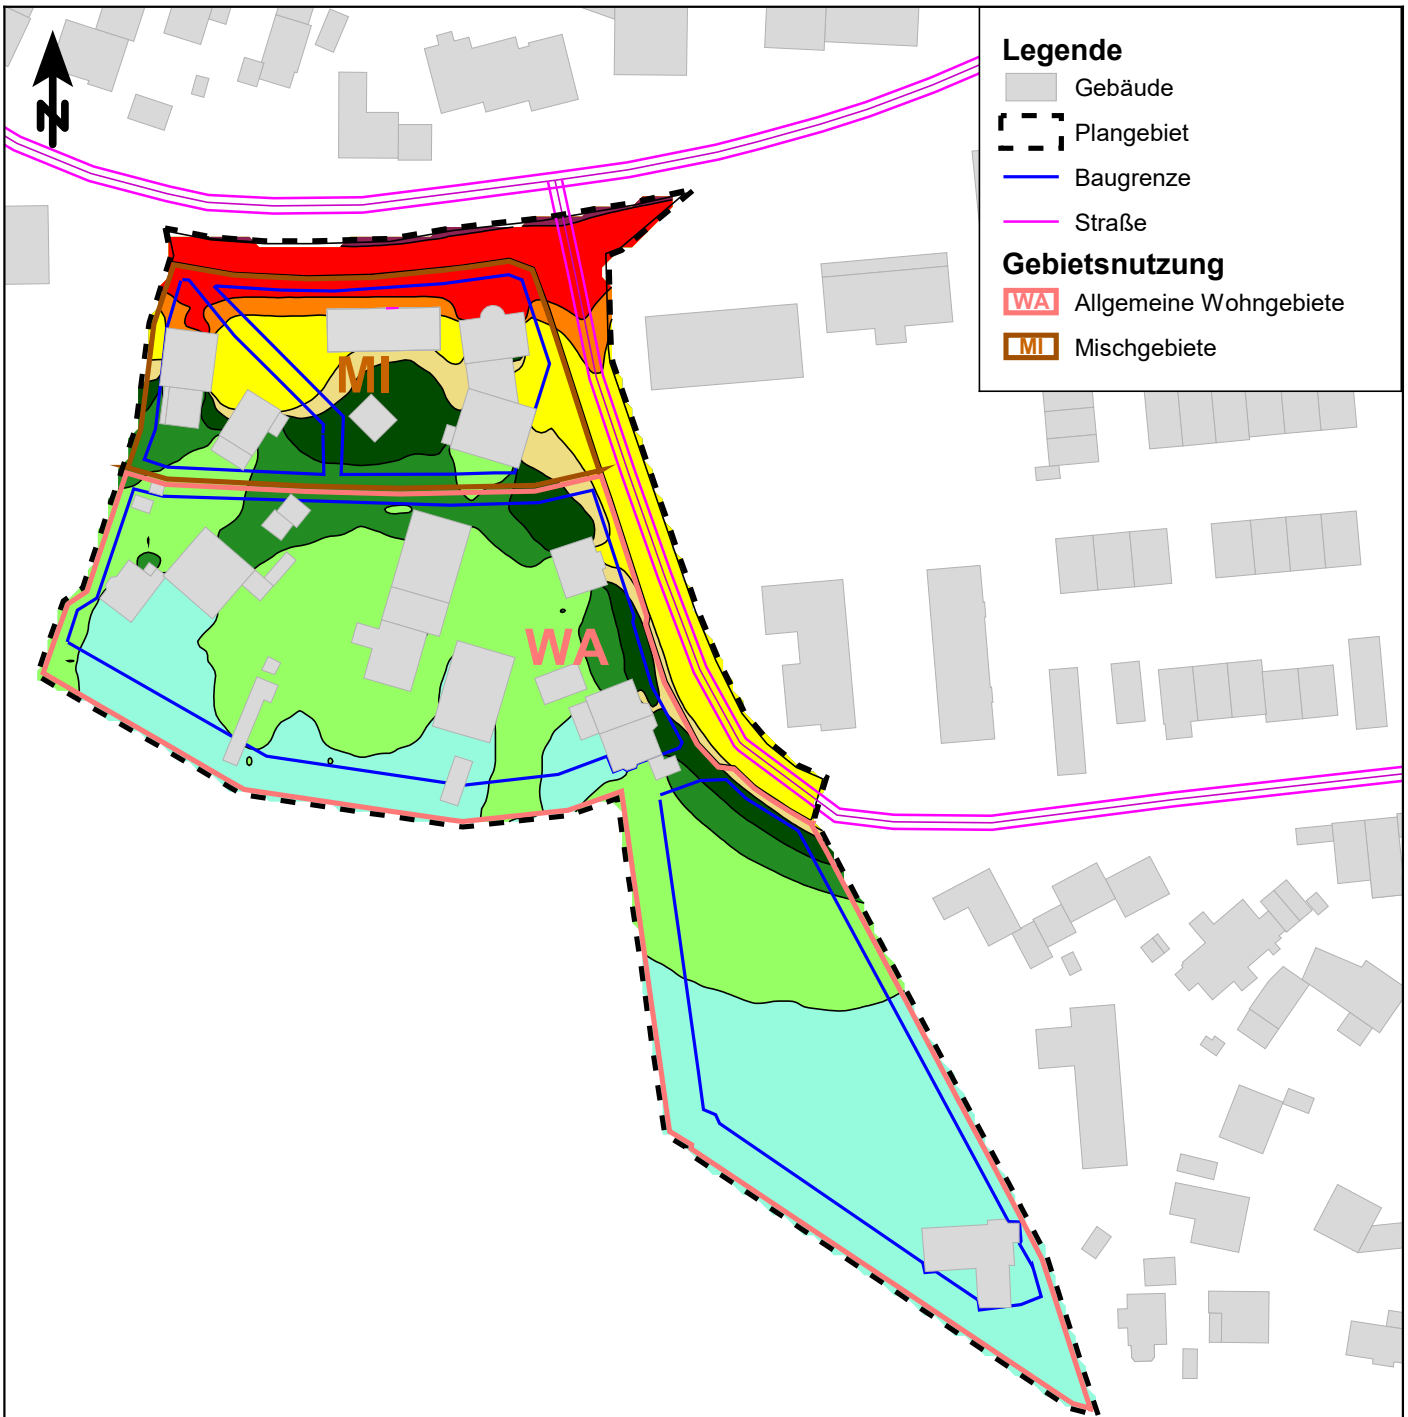 N
Legende
Gebäude
Plangebiet
Baugrenze
Straße
Gebietsnutzung
WA Allgemeine Wohngebiete
MI Mischgebiete
MI
WA